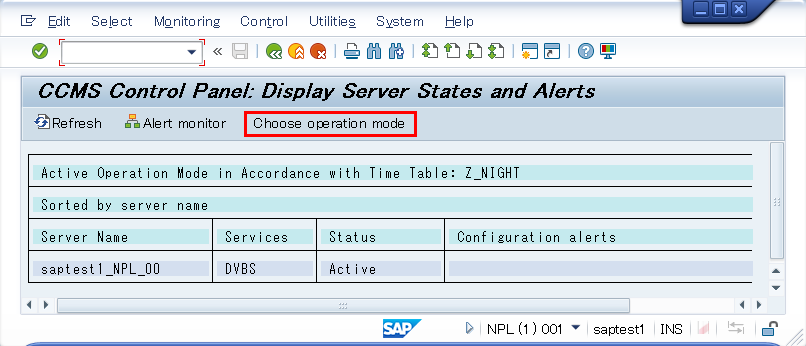 Edit Select Monitoring Control Utilities System Help
CCMS Control Panel: Display Server States and Alerts
Refresh Alert monitor Choose operation mode
Active Operation Mode in Accordance with Time Table: Z_NIGHT
Sorted by server name
Server Name Services Status Configuration alerts
saptest1_NPL_00 DVBS Active
SAP NPL (1) 001 saptest1 INS